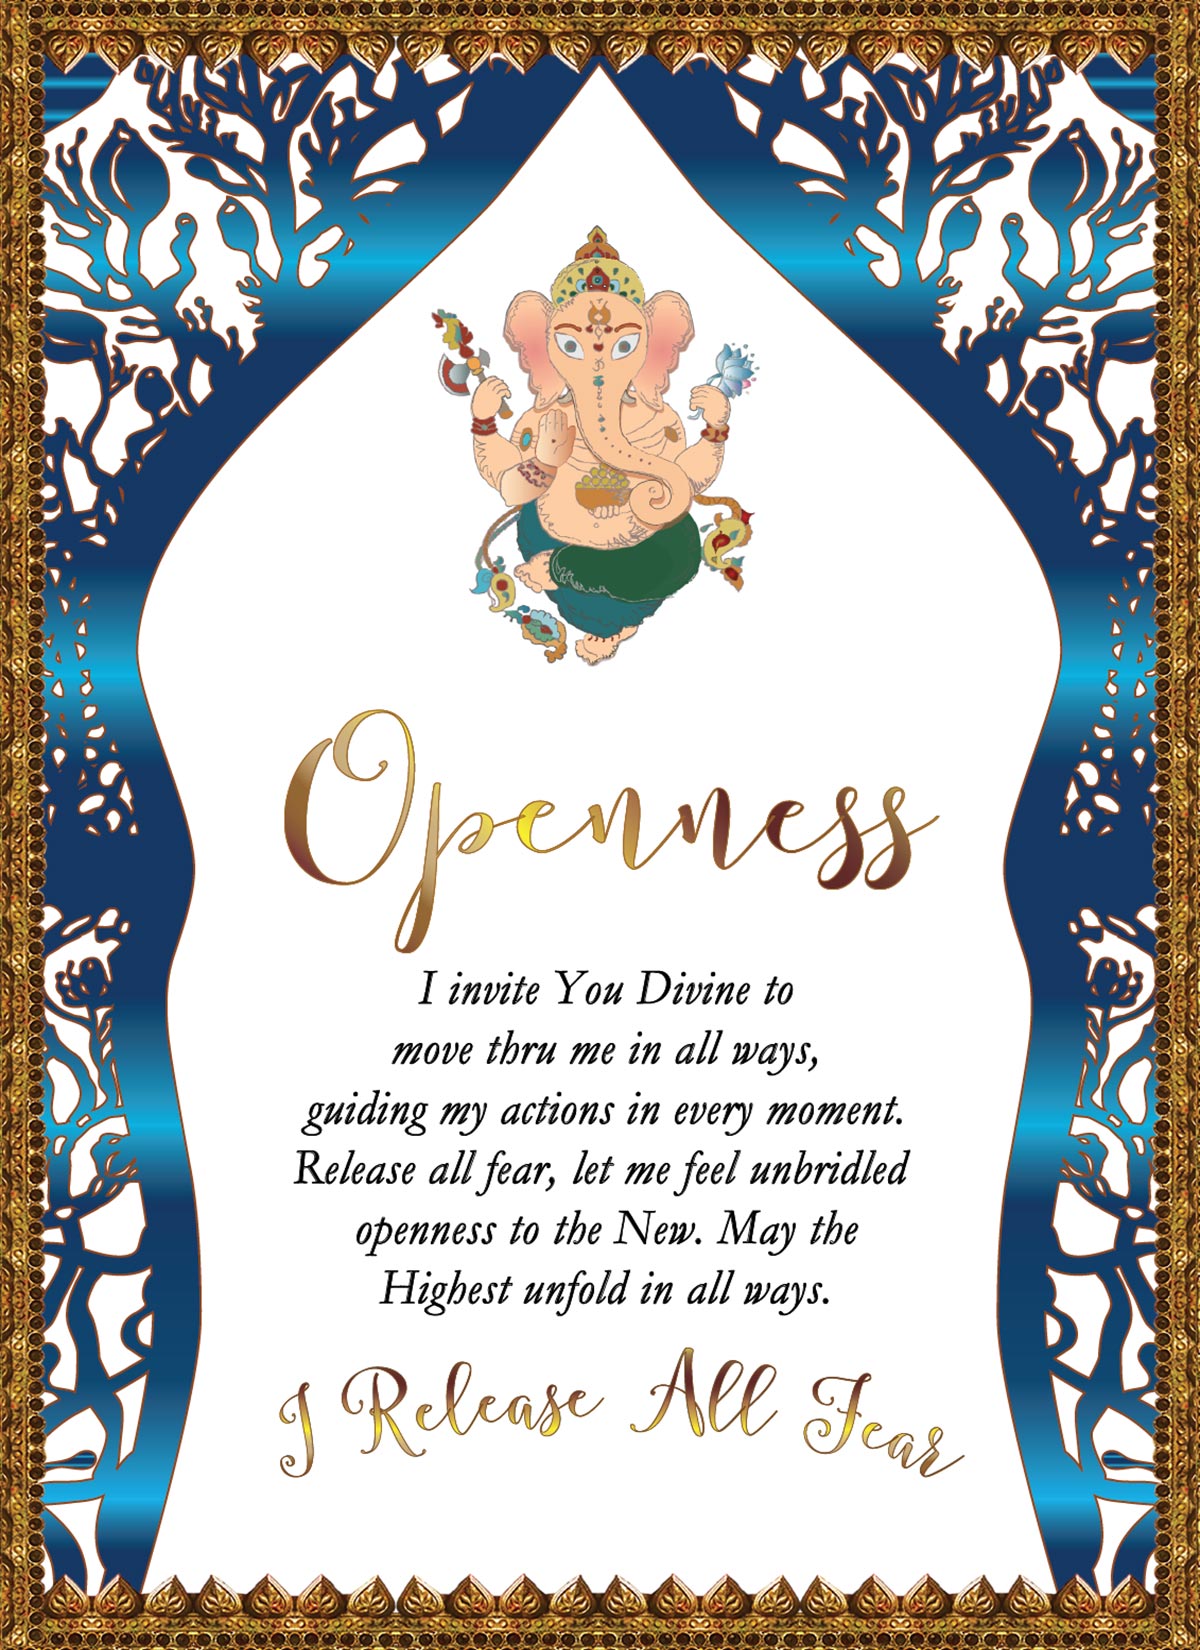 Openness
I invite You Divine to
move thru me in all ways,
guiding my actions in every moment.
Release all fear, let me feel unbridled
openness to the New. May the
Highest unfold in all ways.
I Release All Fear